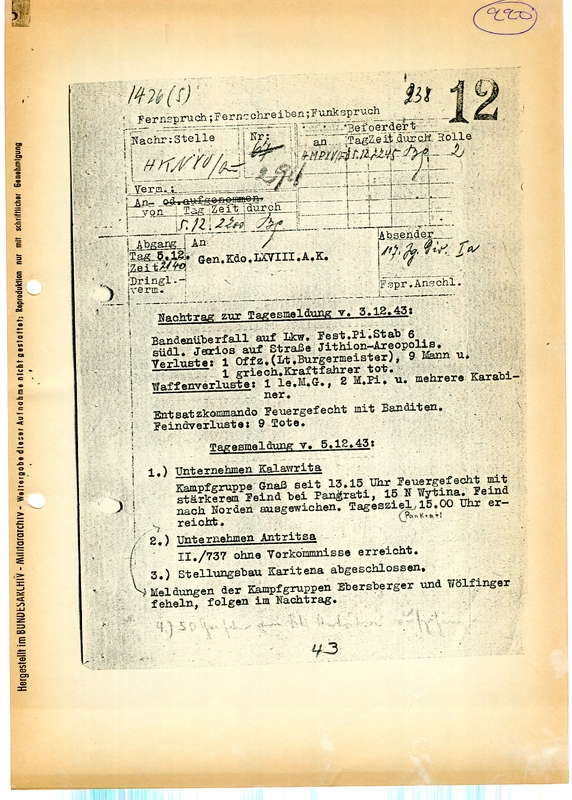 990
1426(5)
938
12
Fernspruch;Fernschreiben;Funkspruch
Nachr:Stelle
Nr:
an
Befoerdert
Tag Zeit durch Rolle
5.12. 2245
2
Verm.:
An- od.aufgenommen
von Tag Zeit durch
5.12. 2200
Abgang
Tag 5.12.
Zeit 2140
Dringl.-
verm.
An
Gen.Kdo.LXVIII.A.K.
Absender
117. Jg. Div. Ia
Fspr.Anschl.
Nachtrag zur Tagesmeldung v. 3.12.43:
Bandenüberfall auf Lkw. Fest.Pi.Stab 6
südl. Jerios auf Straße Jithion-Areopolis.
Verluste: 1 Offz.(Lt.Burgermeister), 9 Mann u.
1 griech.Kraftfahrer tot.
Waffenverluste: 1 le.M.G., 2 M.Pi. u. mehrere Karabi-
ner.
Entsatzkommando Feuergefecht mit Banditen.
Feindverluste: 9 Tote.
Tagesmeldung v. 5.12.43:
1.) Unternehmen Kalawrita
Kampfgruppe Gnaß seit 13.15 Uhr Feuergefecht mit
stärkerem Feind bei Pangrati, 15 N Wytina. Feind
nach Norden ausgewichen. Tagesziel 15.00 Uhr er-
reicht.
(Pankrati
2.) Unternehmen Antritsa
II./737 ohne Vorkommnisse erreicht.
3.) Stellungsbau Karitena abgeschlossen.
Meldungen der Kampfgruppen Ebersberger und Wölfinger
feheln, folgen im Nachtrag.
43
Hergestellt im BUNDESARCHIV - Militärarchiv - Weitergabe dieser Aufnahme nicht gestattet; Reproduktion nur mit schriftlicher Genehmigung